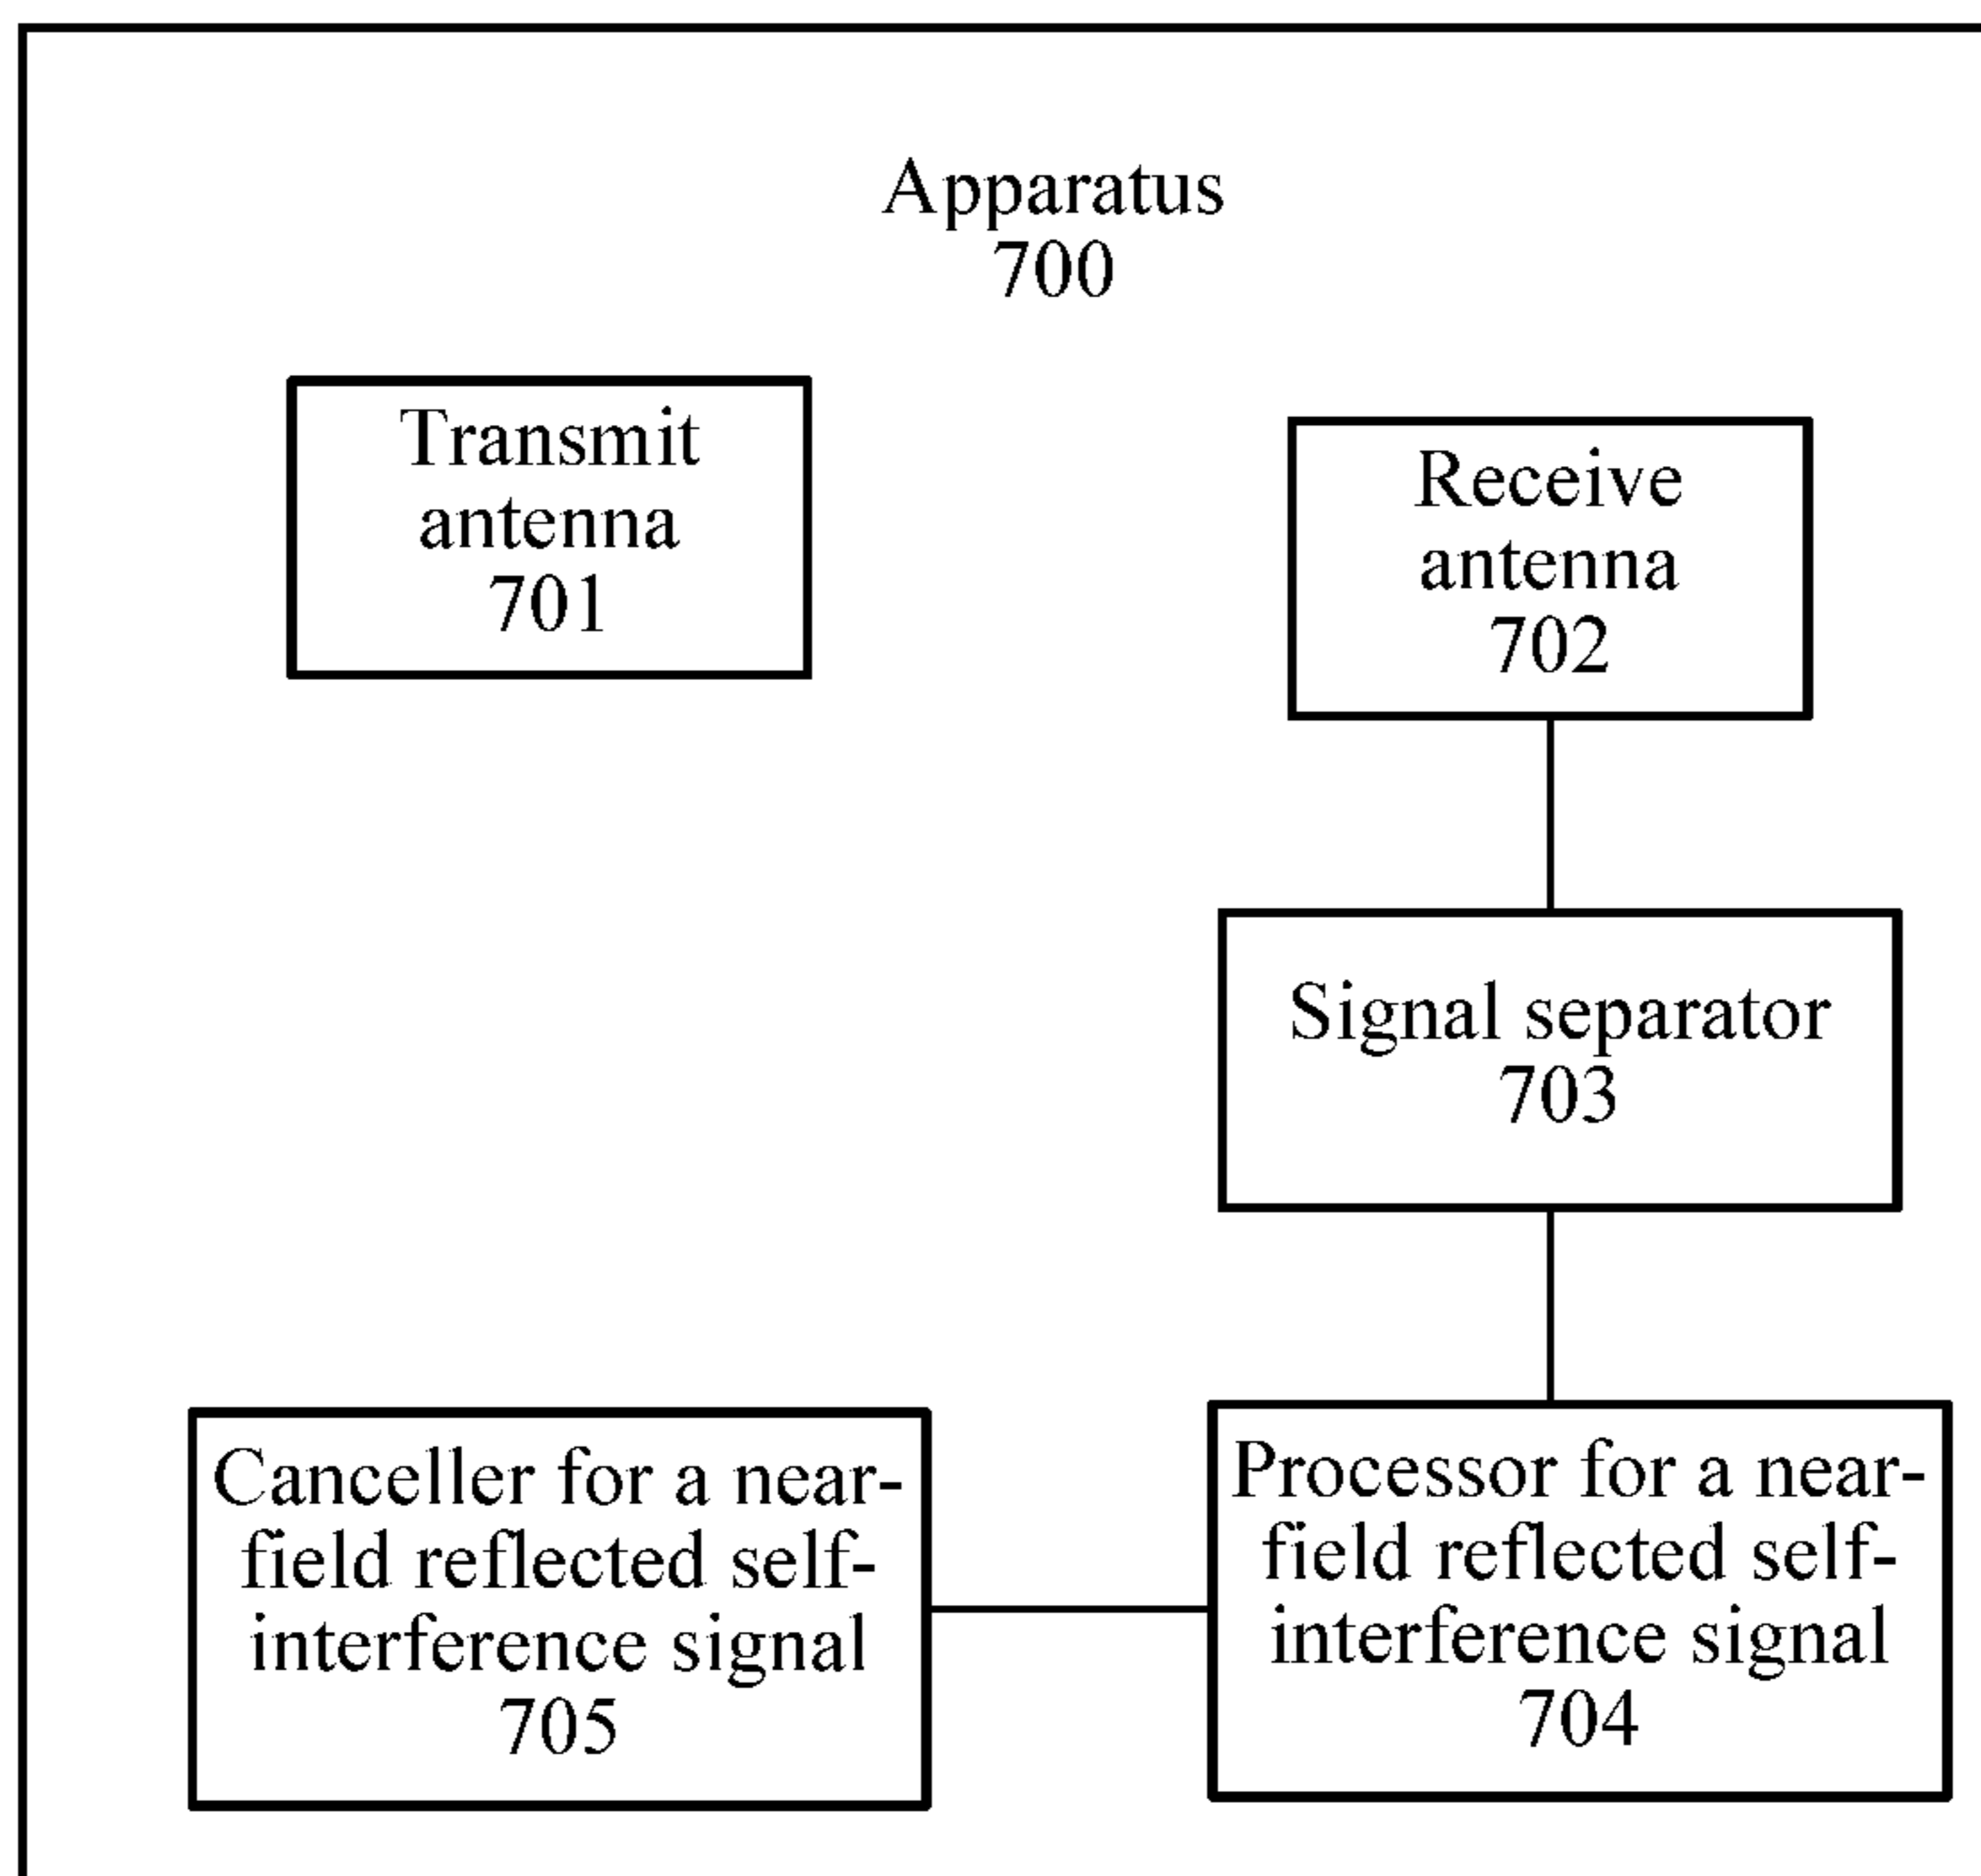 Apparatus
700
Transmit
antenna
701
Receive
antenna
702
Signal separator
703
Canceller for a near-
field reflected self-
interference signal
705
Processor for a near-
field reflected self-
interference signal
704